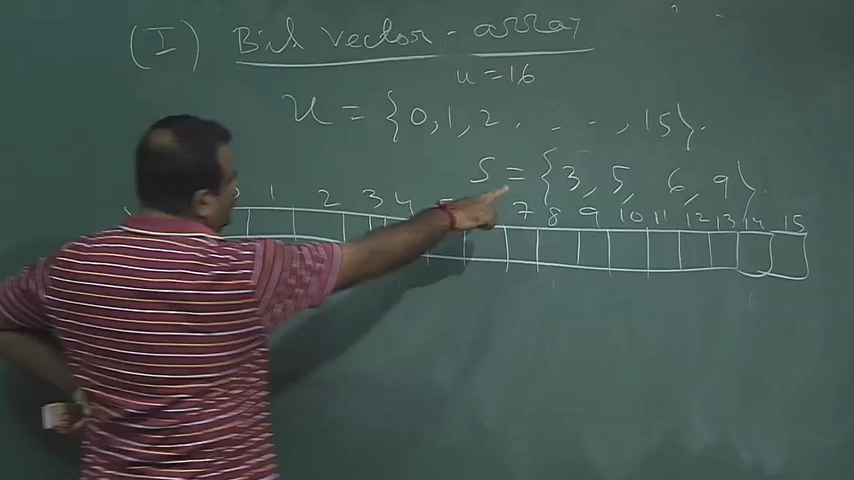 (I) Bit vector - array
u = 16
U = {0, 1, 2, . . . . , 15}.
S = {3, 5, 6, 9}.
1 2 3 4 7 8 9 10 11 12 13 14 15